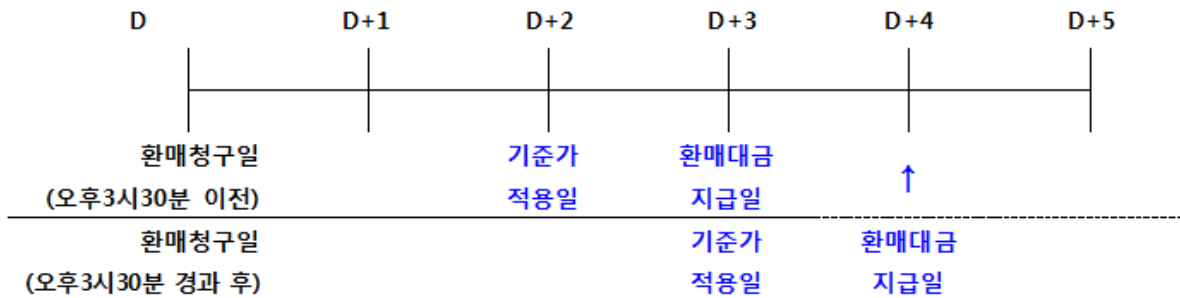 D D+1 D+2 D+3 D+4 D+5
환매청구일 기준가 환매대금 ↑
(오후3시30분 이전) 적용일 지급일
환매청구일 기준가 환매대금
(오후3시30분 경과 후) 적용일 지급일